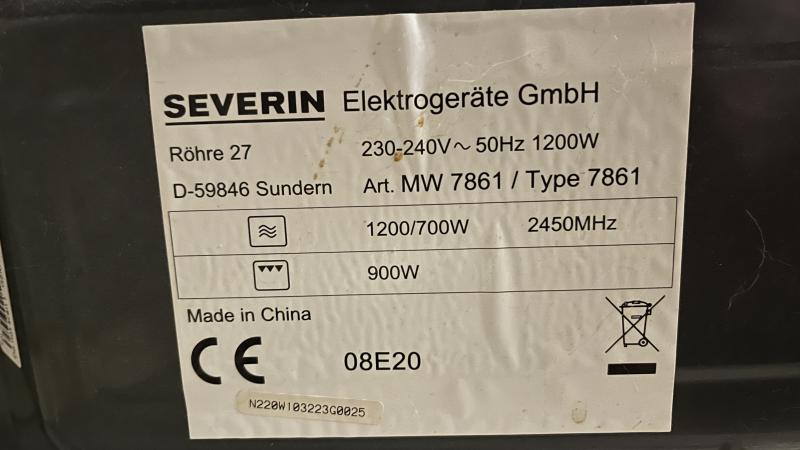 SEVERIN Elektrogeräte GmbH
Röhre 27 230-240V~ 50Hz 1200W
D-59846 Sundern Art. MW 7861 / Type 7861
1200/700W 2450MHz
900W
Made in China
CE 08E20
N220W103223G0025